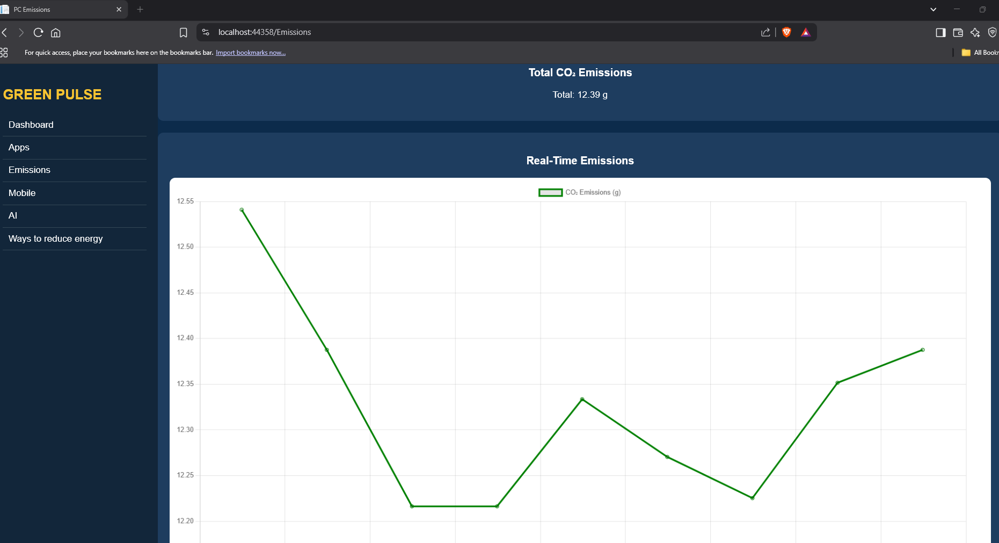 PC Emissions
localhost:44358/Emissions
For quick access, place your bookmarks here on the bookmarks bar. Import bookmarks now...
All Bookr
GREEN PULSE
Dashboard
Apps
Emissions
Mobile
AI
Ways to reduce energy
Total CO₂ Emissions
Total: 12.39 g
Real-Time Emissions
CO₂ Emissions (g)
12.55
12.50
12.45
12.40
12.35
12.30
12.25
12.20